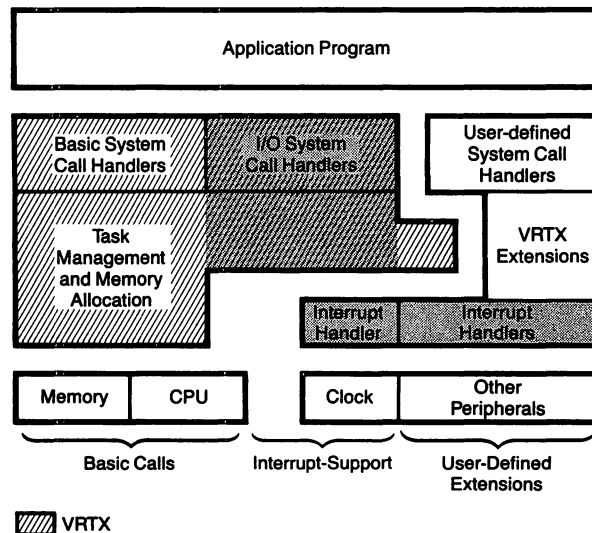 Application Program
Basic System
Call Handlers
I/O System
Call Handlers
User-defined
System Call
Handlers
Task
Management
and Memory
Allocation
VRTX
Extensions
Interrupt
Handler
Interrupt
Handlers
Memory
CPU
Clock
Other
Peripherals
Basic Calls
Interrupt-Support
User-Defined
Extensions
VRTX